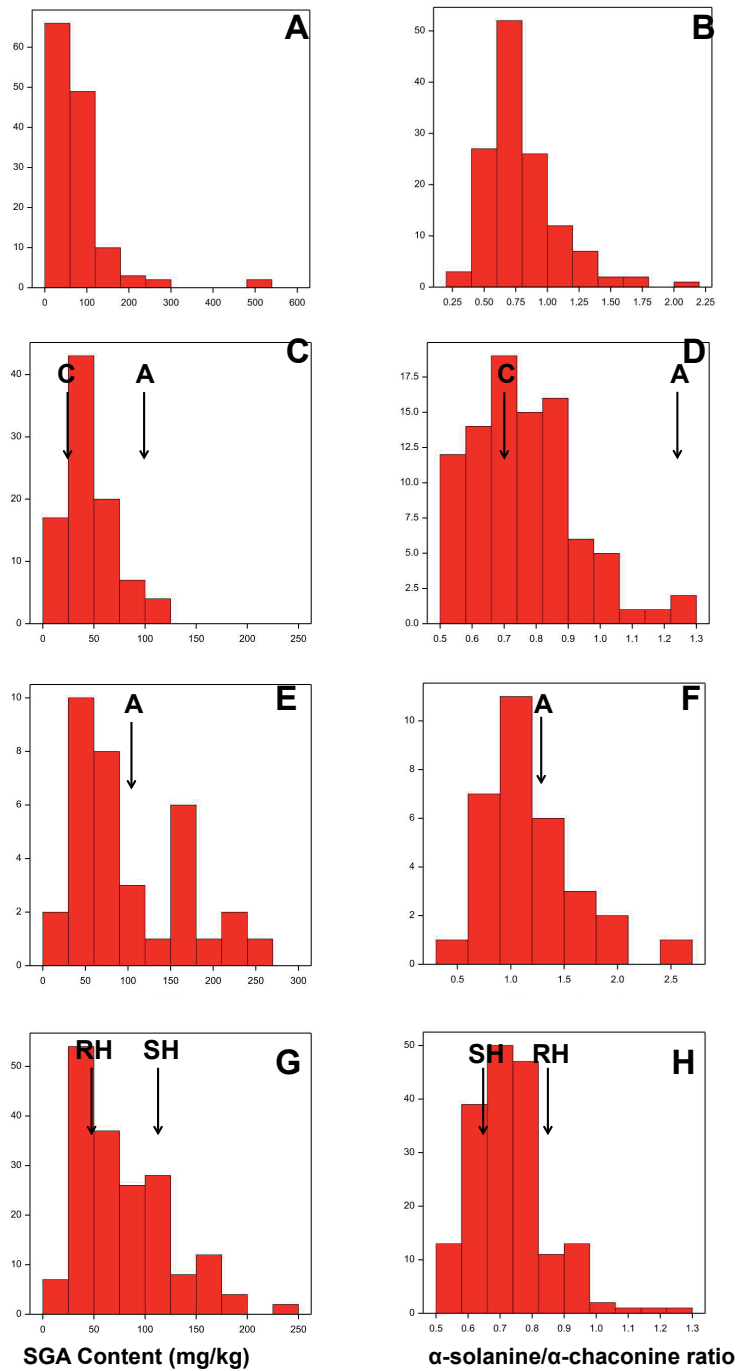 A
60
50
40
30
20
10
0
0 100 200 300 400 500 600
B
50
40
30
20
10
0
0.25 0.50 0.75 1.00 1.25 1.50 1.75 2.00 2.25
C
C A
40
30
20
10
0
0 50 100 150 200 250
D
C A
17.5
15.0
12.5
10.0
7.5
5.0
2.5
0.0
0.5 0.6 0.7 0.8 0.9 1.0 1.1 1.2 1.3
E
A
10
8
6
4
2
0
0 50 100 150 200 250 300
F
A
10
8
6
4
2
0
0.5 1.0 1.5 2.0 2.5
G
RH SH
50
40
30
20
10
0
0 50 100 150 200 250
SGA Content (mg/kg)
H
SH RH
50
40
30
20
10
0
0.5 0.6 0.7 0.8 0.9 1.0 1.1 1.2 1.3
α-solanine/α-chaconine ratio